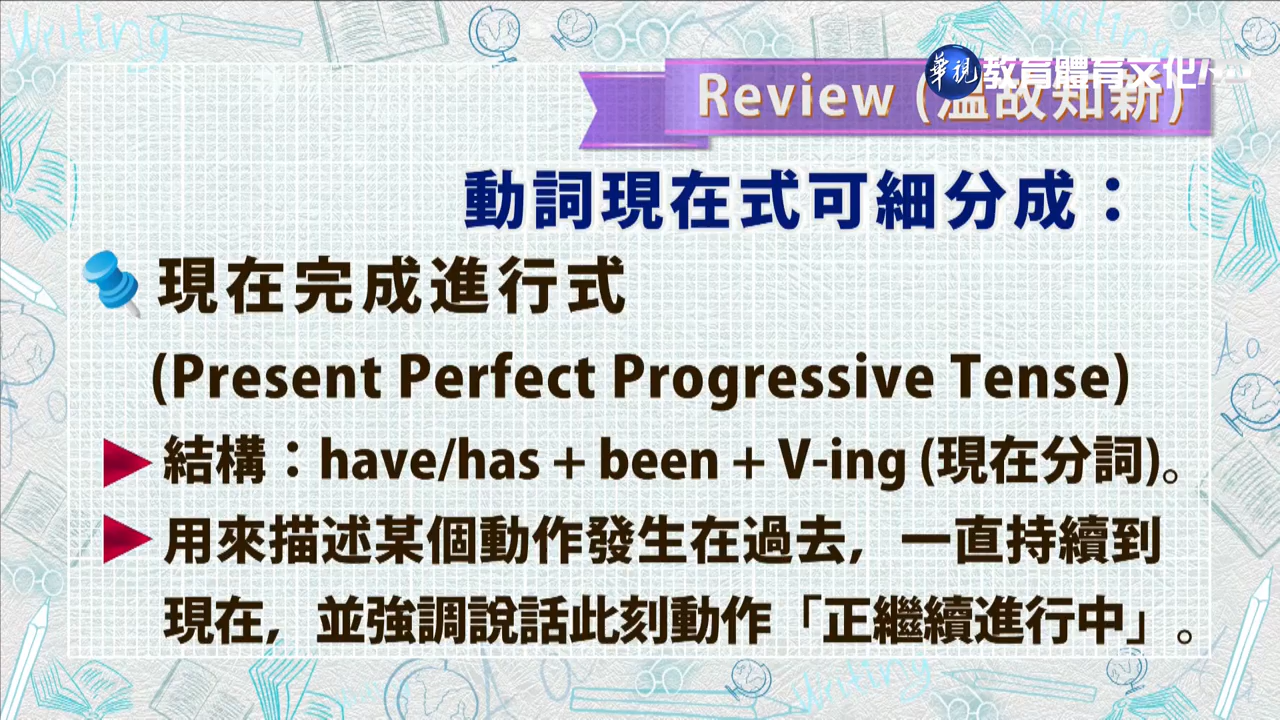 Writing
Writing
華視 教育體育文化
Review (溫故知新)
動詞現在式可細分成：
現在完成進行式
(Present Perfect Progressive Tense)
結構：have/has + been + V-ing (現在分詞)。
用來描述某個動作發生在過去，一直持續到
現在，並強調說話此刻動作「正繼續進行中」。
Writing